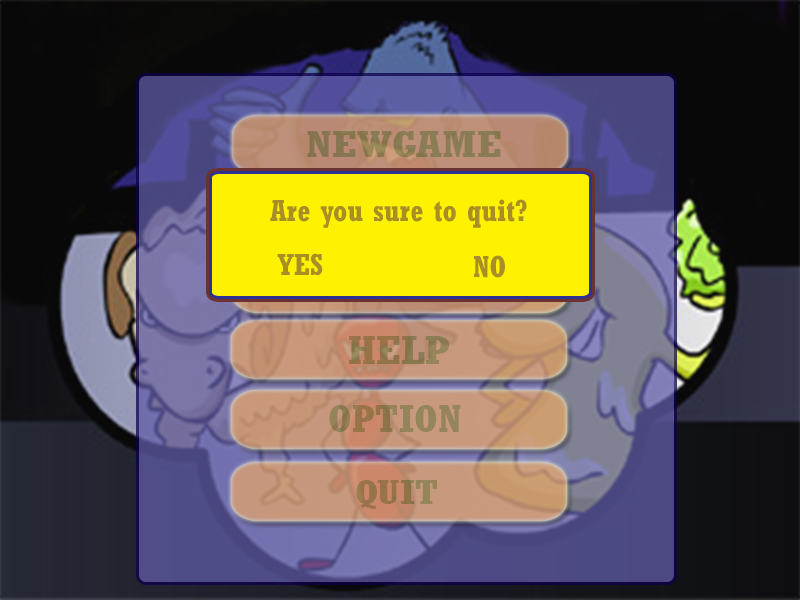 NEWGAME
Are you sure to quit?
YES NO
HELP
OPTION
QUIT